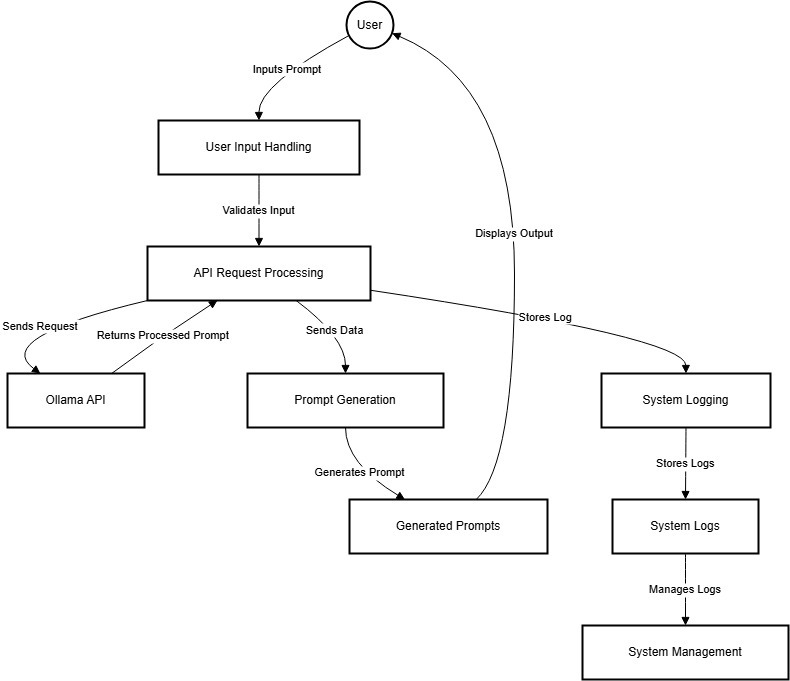 User
Inputs Prompt
User Input Handling
Validates Input
Displays Output
API Request Processing
Sends Request
Returns Processed Prompt
Sends Data
Stores Log
Ollama API
Prompt Generation
System Logging
Generates Prompt
Stores Logs
Generated Prompts
System Logs
Manages Logs
System Management